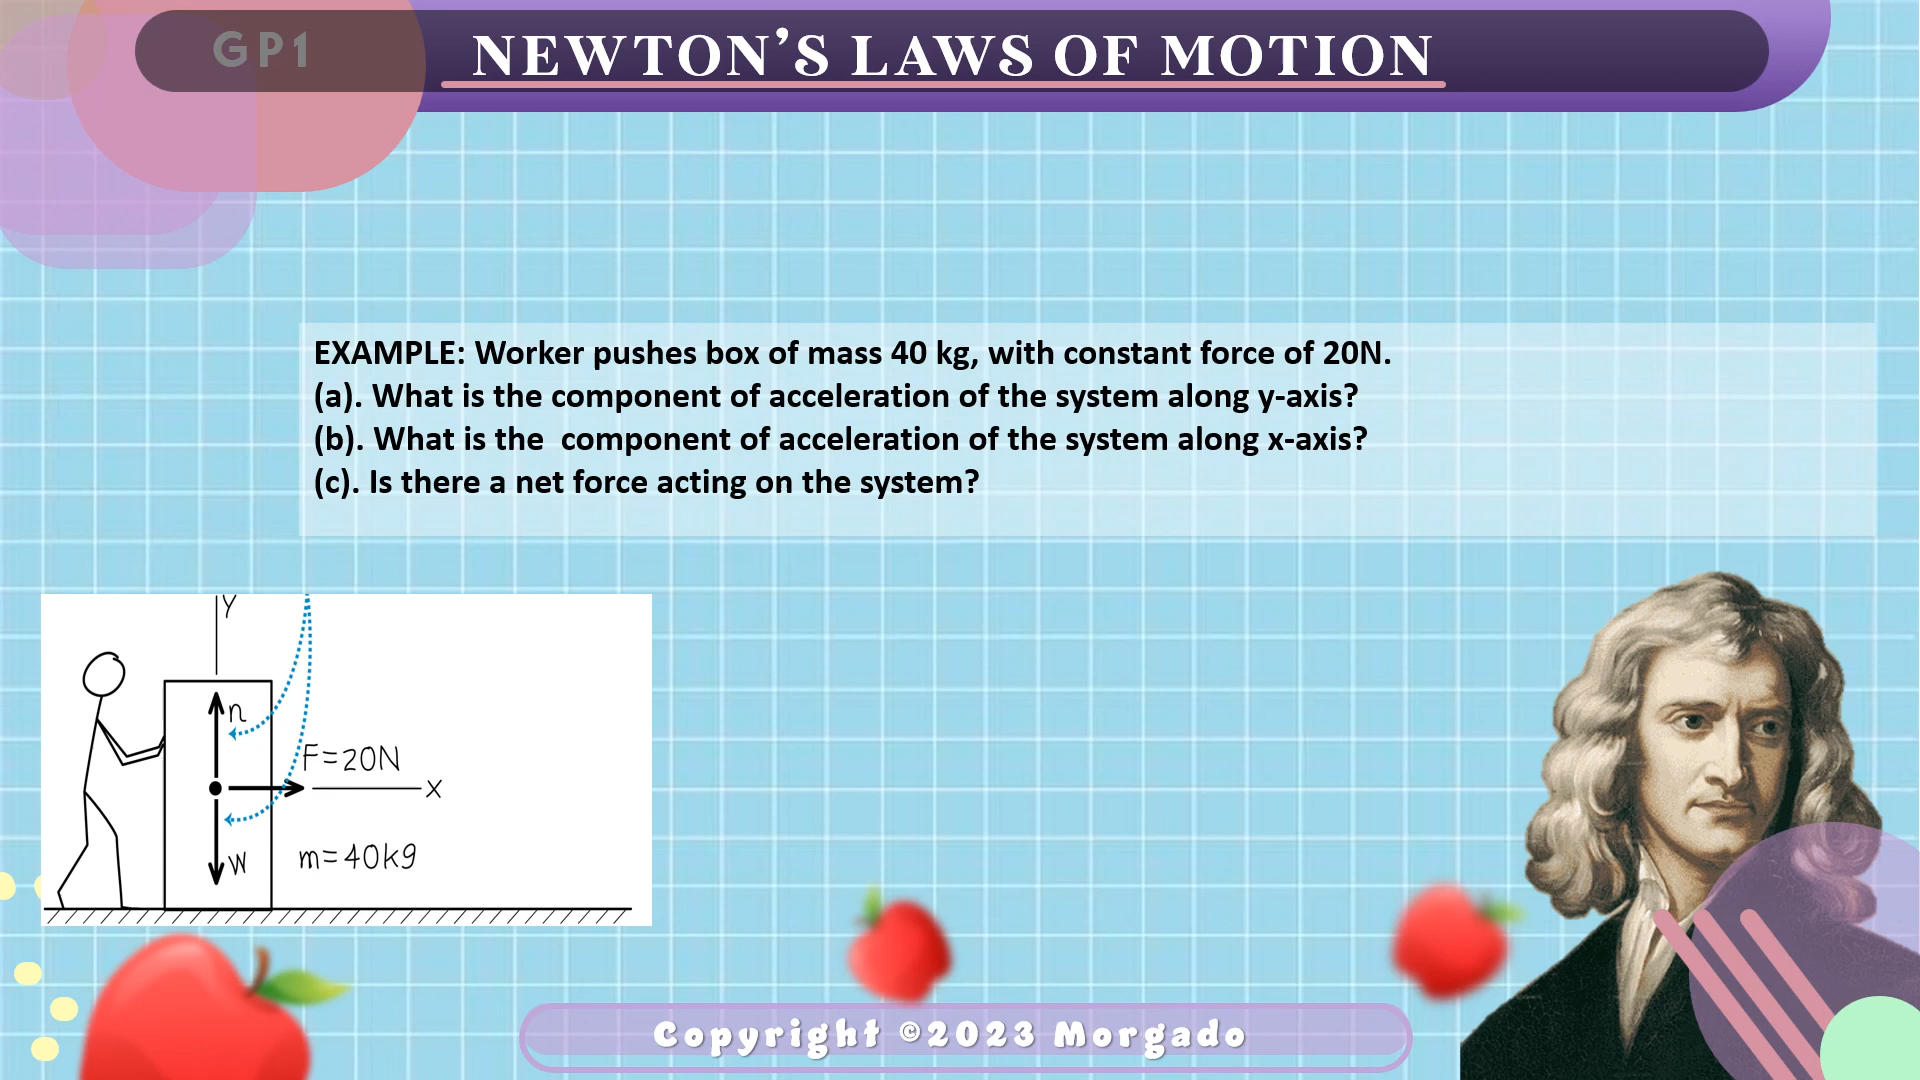 GP1
NEWTON’S LAWS OF MOTION
EXAMPLE: Worker pushes box of mass 40 kg, with constant force of 20N.
(a). What is the component of acceleration of the system along y-axis?
(b). What is the  component of acceleration of the system along x-axis?
(c). Is there a net force acting on the system?
y
n
F=20N
x
W
m=40kg
Copyright ©2023 Morgado